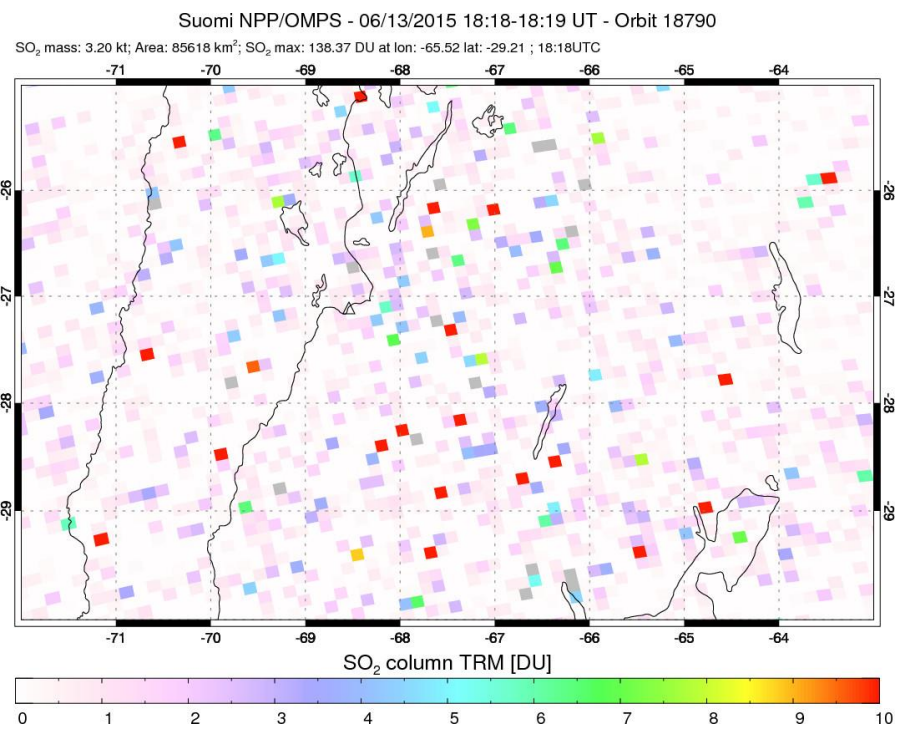 Suomi NPP/OMPS - 06/13/2015 18:18-18:19 UT - Orbit 18790
SO₂ mass: 3.20 kt; Area: 85618 km²; SO₂ max: 138.37 DU at lon: -65.52 lat: -29.21 ; 18:18UTC
-71 -70 -69 -68 -67 -66 -65 -64
-26 -26
-27 -27
-28 -28
-29 -29
-71 -70 -69 -68 -67 -66 -65 -64
SO₂ column TRM [DU]
0 1 2 3 4 5 6 7 8 9 10